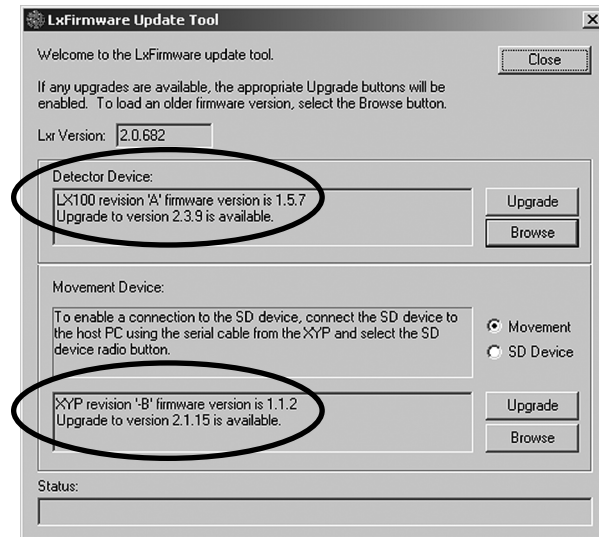 LxFirmware Update Tool
Welcome to the LxFirmware update tool.
Close
If any upgrades are available, the appropriate Upgrade buttons will be
enabled. To load an older firmware version, select the Browse button.
Lxr Version: 2.0.682
Detector Device:
LX100 revision 'A' firmware version is 1.5.7
Upgrade to version 2.3.9 is available.
Upgrade
Browse
Movement Device:
To enable a connection to the SD device, connect the SD device to
the host PC using the serial cable from the XYP and select the SD
device radio button.
Movement
SD Device
XYP revision '-B' firmware version is 1.1.2
Upgrade to version 2.1.15 is available.
Upgrade
Browse
Status: